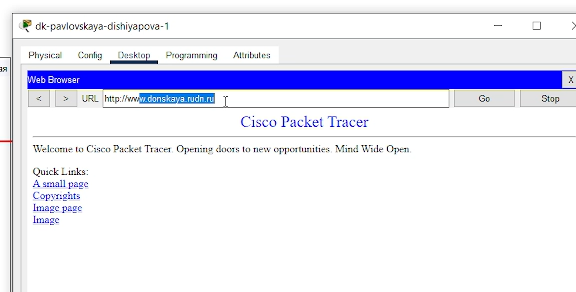 dk-pavlovskaya-dishiyapova-1
Physical Config Desktop Programming Attributes
ая
Web Browser X
< > URL http://www.donskaya.rudn.ru Go Stop
Cisco Packet Tracer
Welcome to Cisco Packet Tracer. Opening doors to new opportunities. Mind Wide Open.
Quick Links:
A small page
Copyrights
Image page
Image